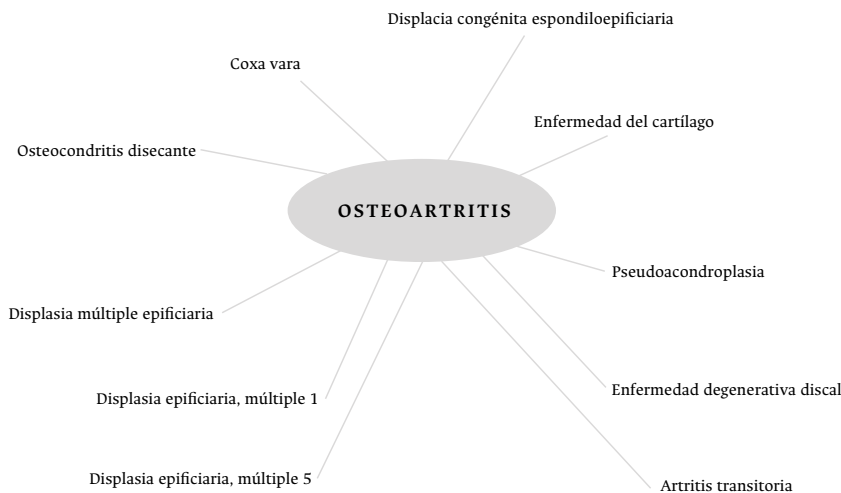 Displacia congénita espondiloepificiaria
Coxa vara
Enfermedad del cartílago
Osteocondritis disecante
OSTEOARTRITIS
Pseudoacondroplasia
Displasia múltiple epificiaria
Enfermedad degenerativa discal
Displasia epificiaria, múltiple 1
Displasia epificiaria, múltiple 5
Artritis transitoria